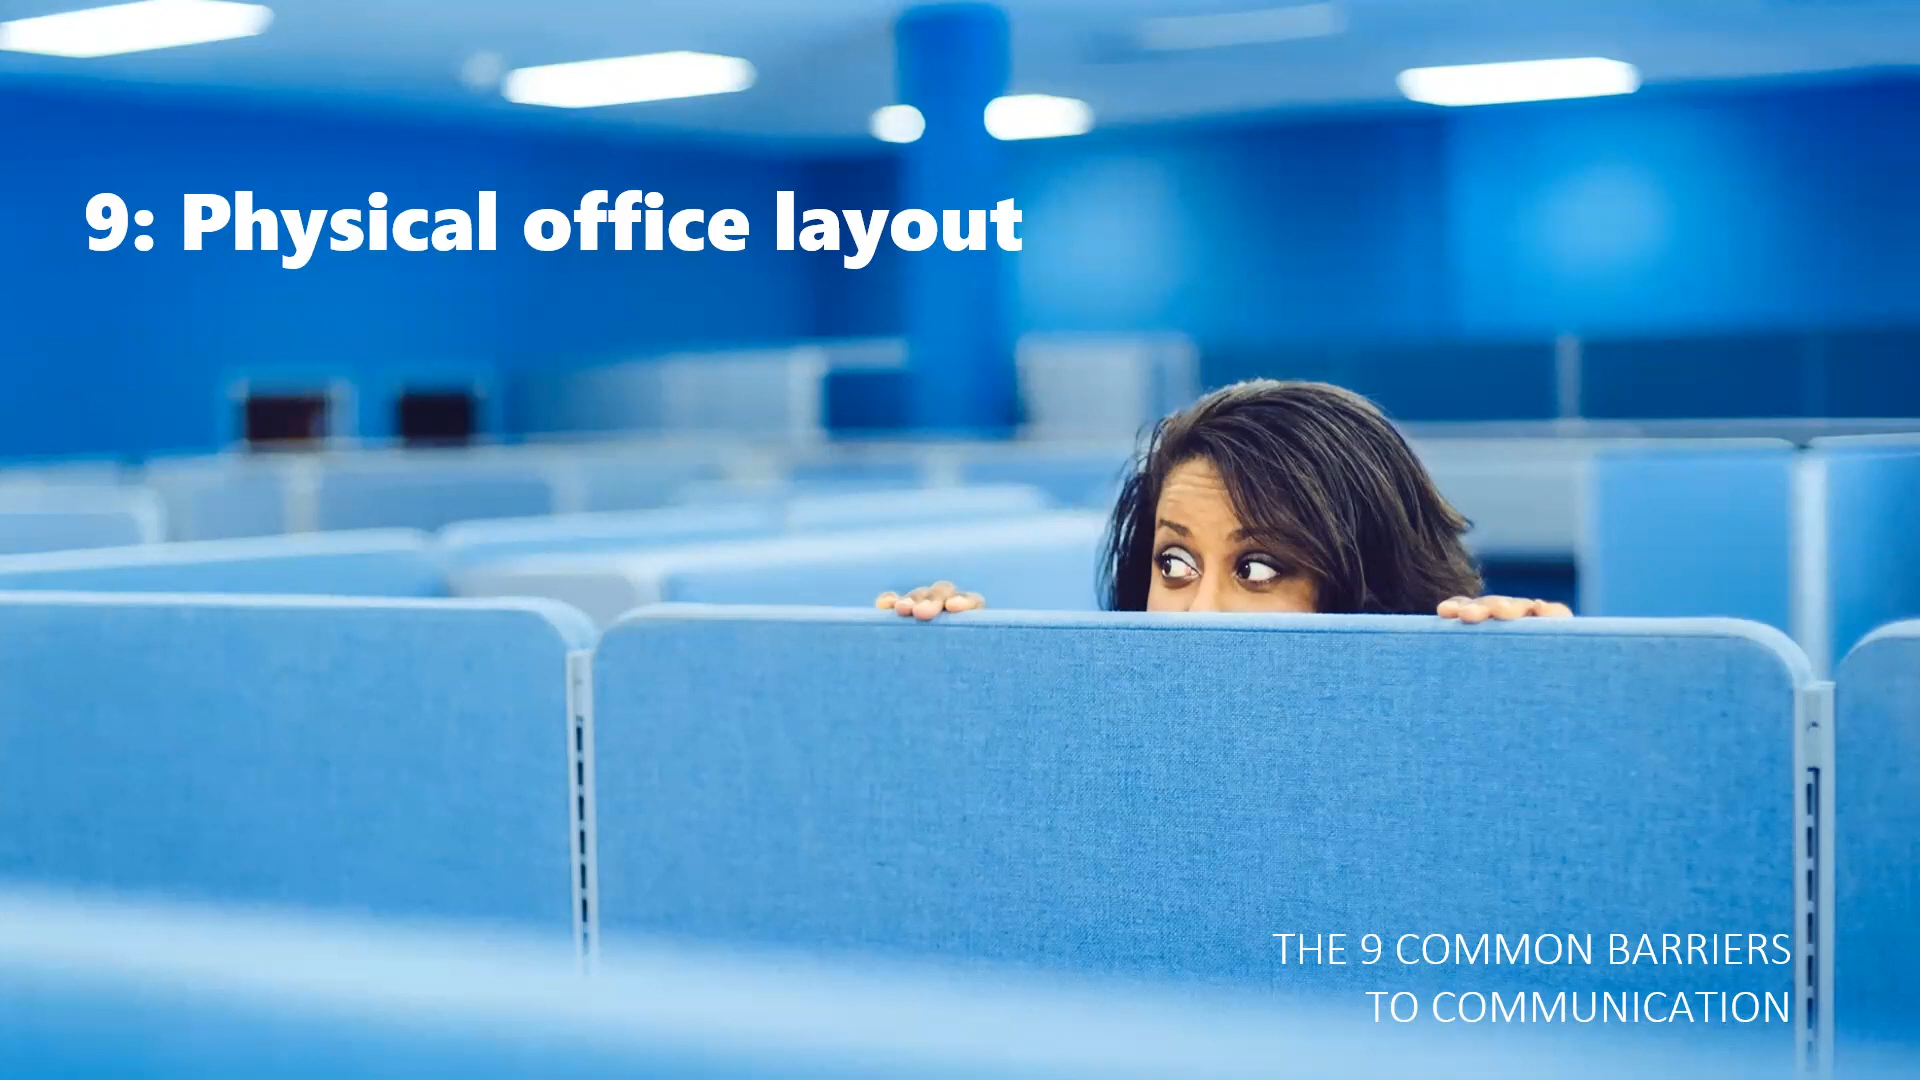 9: Physical office layout
THE 9 COMMON BARRIERS
TO COMMUNICATION